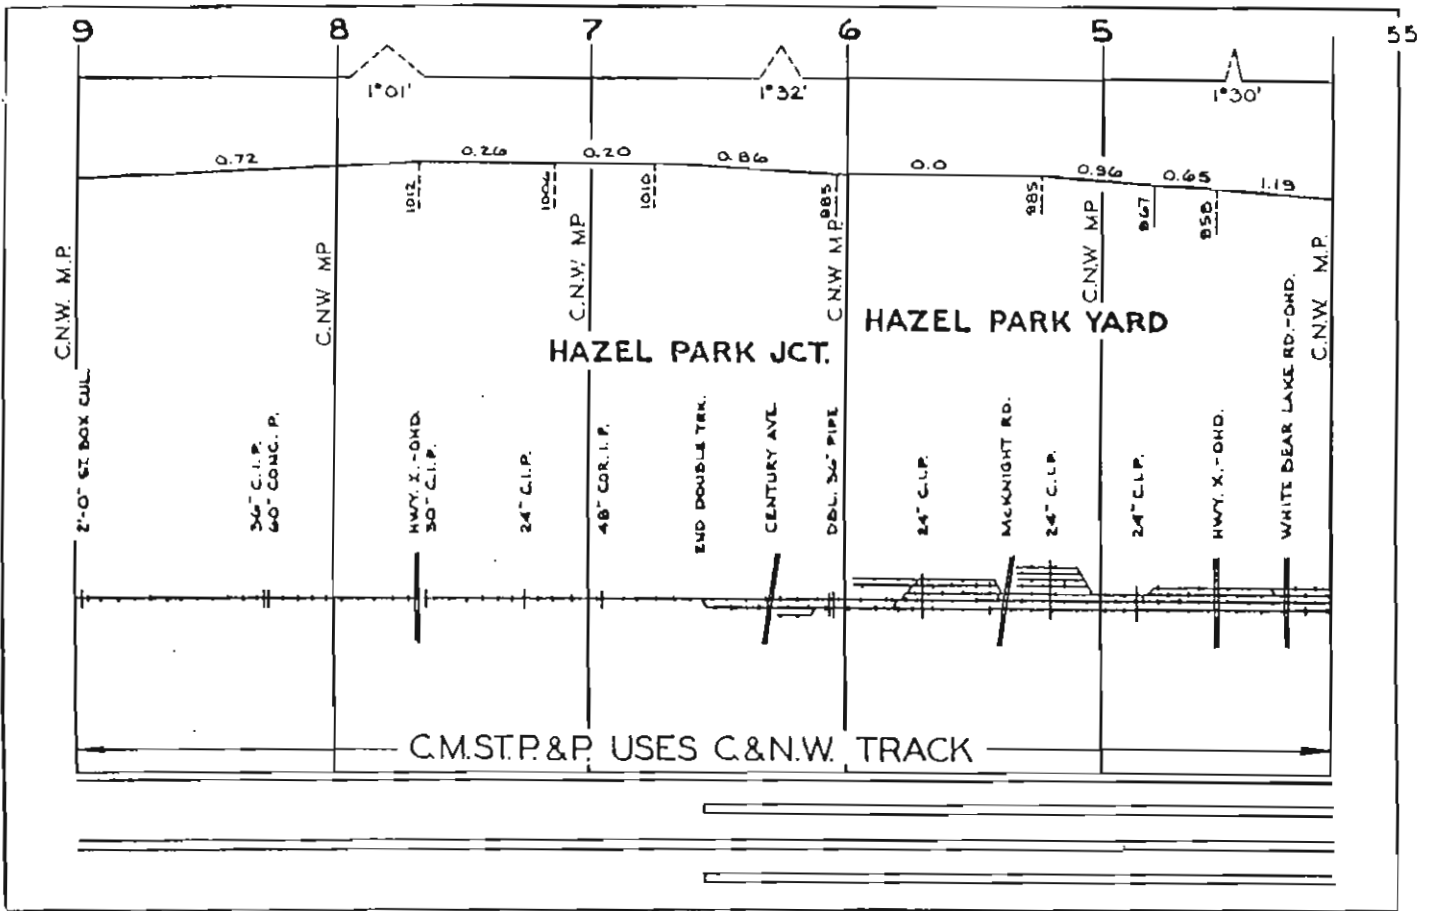 9 8 7 6 5 55
1°01' 1°32' 1°30'
0.72 0.26 0.20 0.86 0.0 0.96 0.65 1.19
1012 1006 1010 985 985 967 958
C.N.W. M.P.
C.NW MP
C.N.W. MP
C.N.W M.P.
C.N.W MP
C.N.W M.P.
HAZEL PARK JCT.
HAZEL PARK YARD
2'-0" ST. BOX CUL.
36" C.I.P.
60" CONC. P.
HWY. X.-OHD.
30" C.I.P.
24" C.I.P.
48" COR. I. P.
2ND DOUBLE TRK.
CENTURY AVE.
DBL. 36" PIPE
24" C.I.P.
MCKNIGHT RD.
24" C.I.P.
24" C.I.P.
HWY. X.-OHD.
WHITE BEAR LAKE RD.-OHD.
C.M.ST.P.&P. USES C.&N.W. TRACK